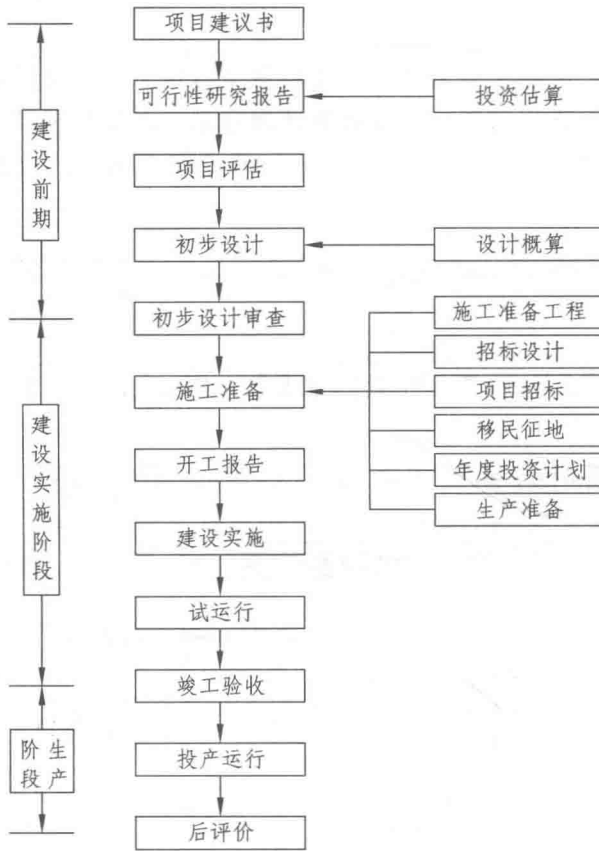 项目建议书
可行性研究报告
投资估算
建设前期
项目评估
初步设计
设计概算
初步设计审查
施工准备工程
招标设计
施工准备
项目招标
移民征地
建设实施阶段
开工报告
年度投资计划
生产准备
建设实施
试运行
竣工验收
生产阶段
投产运行
后评价